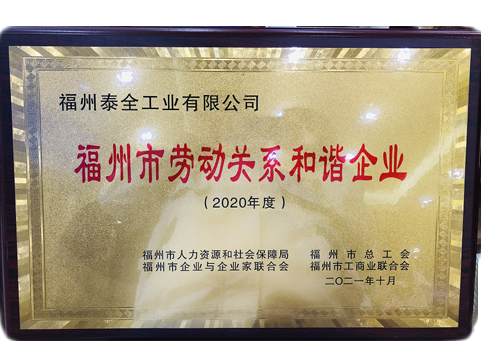 福州泰全工业有限公司
福州市劳动关系和谐企业
（2020年度）
福州市人力资源和社会保障局 福州市总工会
福州市企业与企业家联合会 福州市工商业联合会
二〇二一年十月